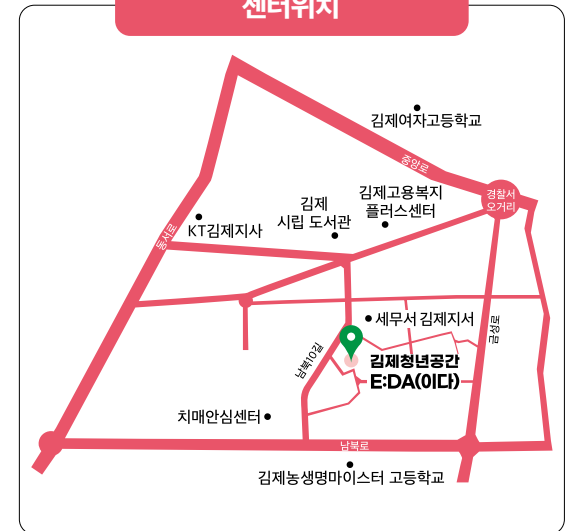 센터위치
김제여자고등학교
중앙로
경찰서
오거리
김제고용복지
플러스센터
김제
시립 도서관
KT김제지사
동서로
세무서 김제지서
금성로
남북10길
김제청년공간
E:DA(이다)
치매안심센터
남북로
김제농생명마이스터 고등학교